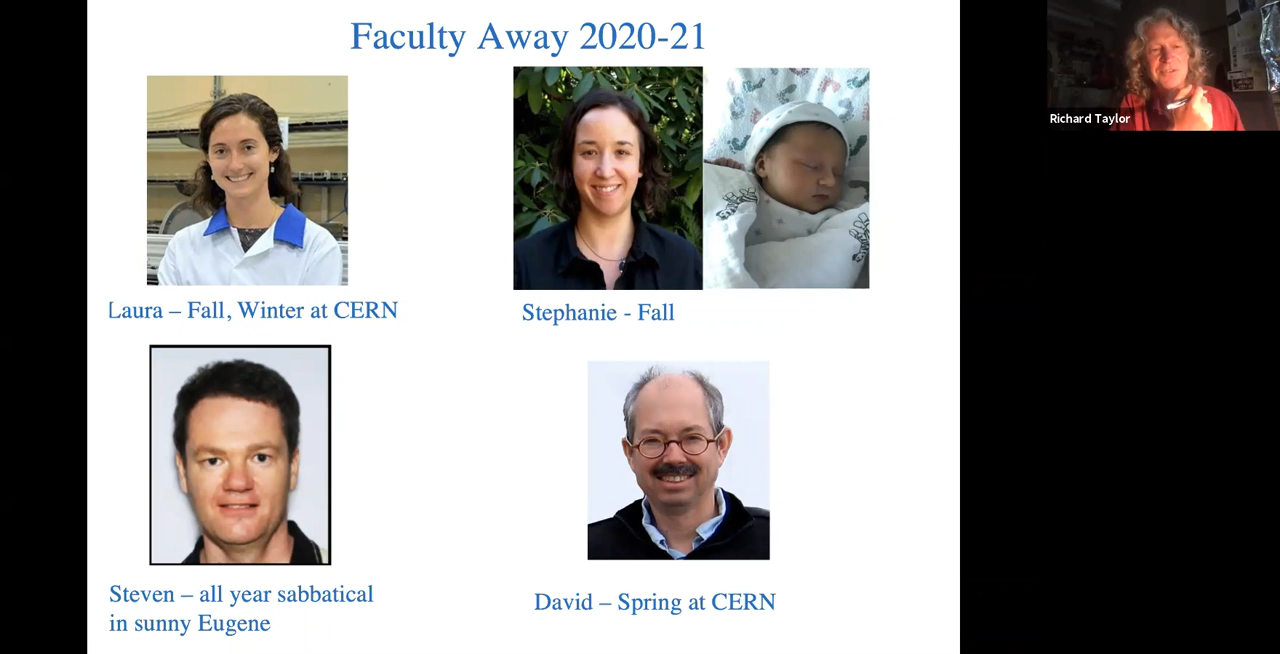 Faculty Away 2020-21
Richard Taylor
Laura – Fall, Winter at CERN
Stephanie - Fall
Steven – all year sabbatical
in sunny Eugene
David – Spring at CERN